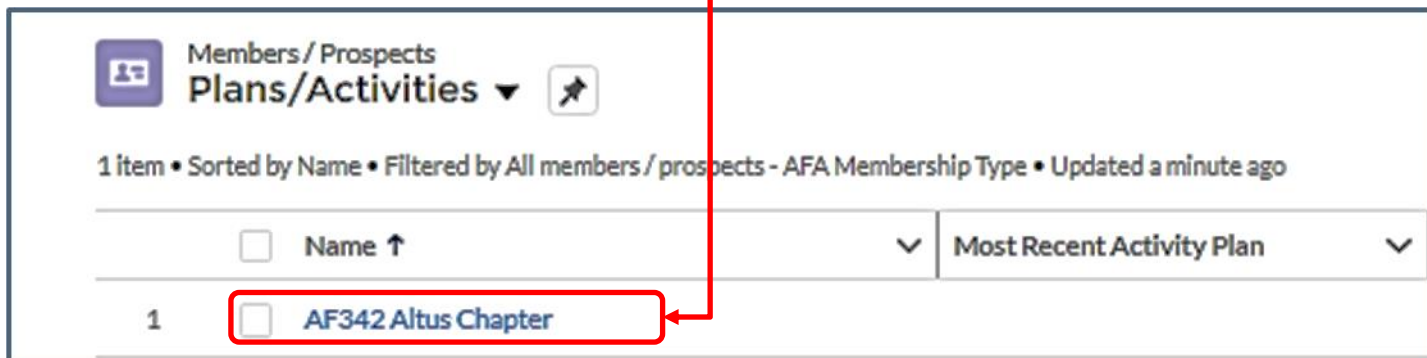 Members / Prospects
Plans/Activities
1 item • Sorted by Name • Filtered by All members / prospects - AFA Membership Type • Updated a minute ago
Name ↑ Most Recent Activity Plan
1 AF342 Altus Chapter